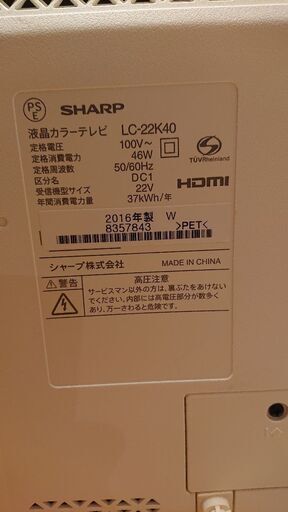 PS
E
SHARP
液晶カラーテレビ LC-22K40
定格電圧 100V～
定格消費電力 46W
定格周波数 50/60Hz
区分名 DC1
受信機型サイズ 22V
年間消費電力量 37kWh/年
TÜVRheinland
HDMI
2016年製 W
8357843 >PET<
シャープ株式会社 MADE IN CHINA
警告 高圧注意
サービスマン以外の方は、裏ぶたをあけない
でください。内部には高電圧部分が数多く
あり、万一さわると危険です。